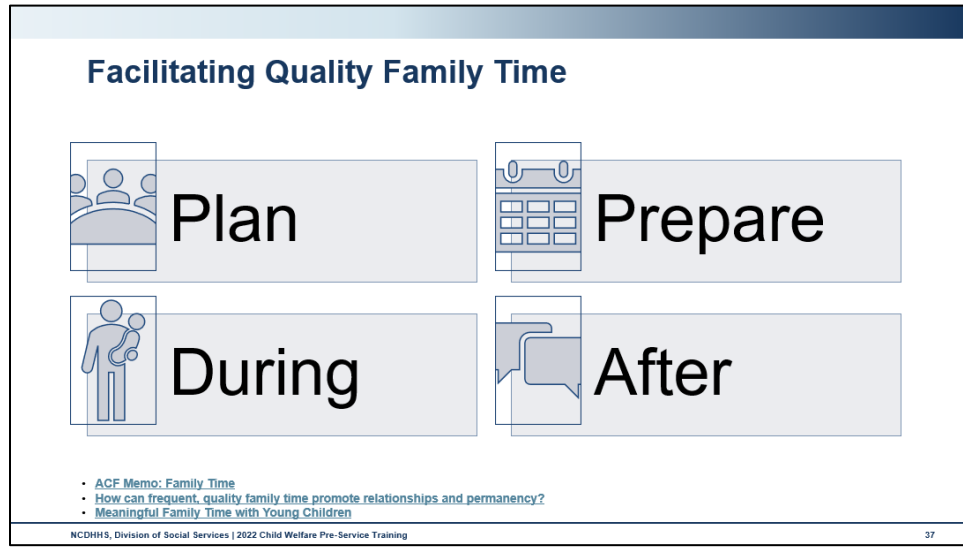 Facilitating Quality Family Time
Plan
Prepare
During
After
• ACF Memo: Family Time
• How can frequent, quality family time promote relationships and permanency?
• Meaningful Family Time with Young Children
NCDHHS, Division of Social Services | 2022 Child Welfare Pre-Service Training
37